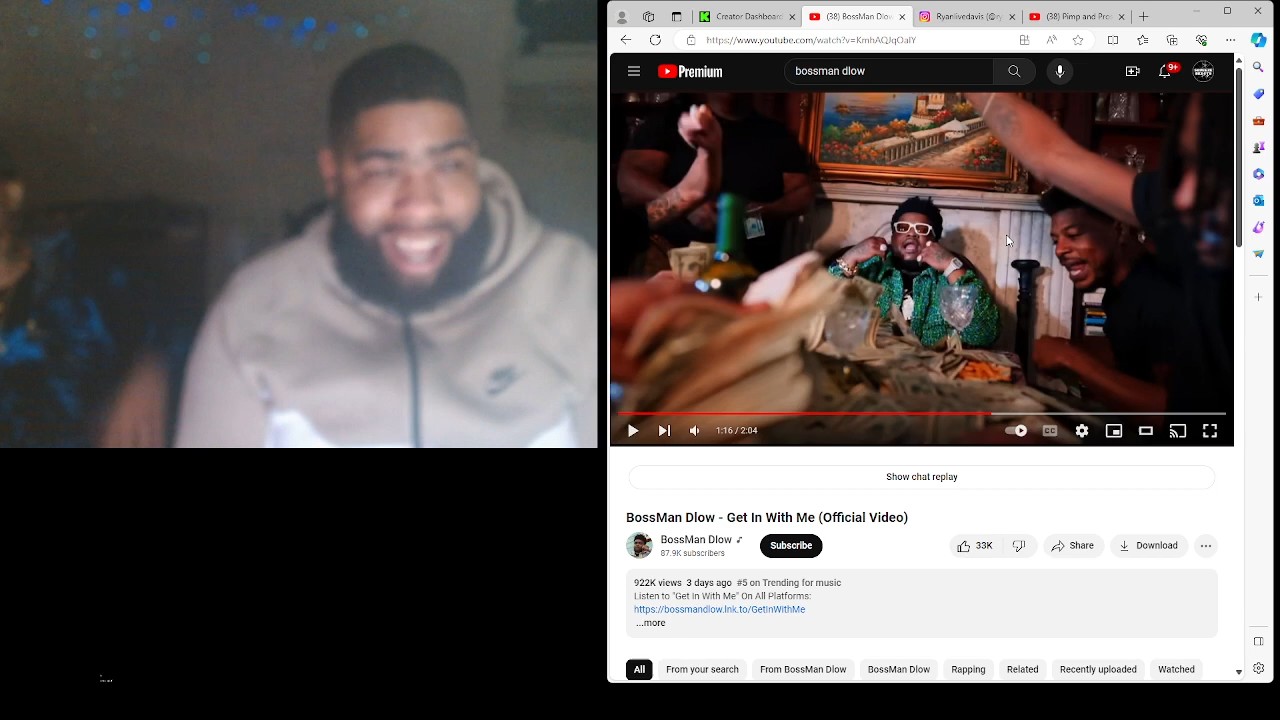 Creator Dashboard
(38) BossMan Dlow
Ryanlivedavis (@ry
(38) Pimp and Pros
https://www.youtube.com/watch?v=KmhAQJqOalY
Premium
bossman dlow
9+
1:16 / 2:04
CC
Show chat replay
BossMan Dlow - Get In With Me (Official Video)
BossMan Dlow
87.9K subscribers
Subscribe
33K
Share
Download
922K views 3 days ago #5 on Trending for music
Listen to "Get In With Me" On All Platforms:
https://bossmandlow.lnk.to/GetInWithMe
...more
All
From your search
From BossMan Dlow
BossMan Dlow
Rapping
Related
Recently uploaded
Watched